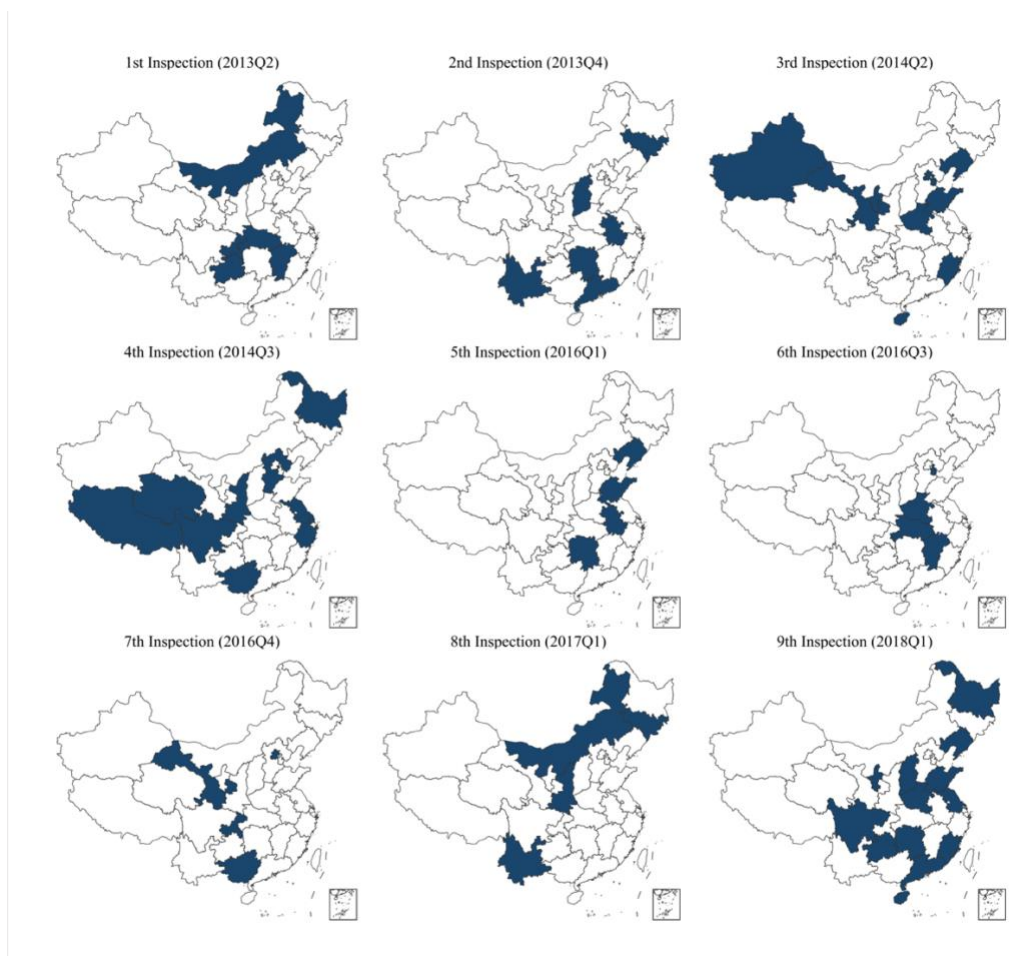 1st Inspection (2013Q2)
2nd Inspection (2013Q4)
3rd Inspection (2014Q2)
4th Inspection (2014Q3)
5th Inspection (2016Q1)
6th Inspection (2016Q3)
7th Inspection (2016Q4)
8th Inspection (2017Q1)
9th Inspection (2018Q1)